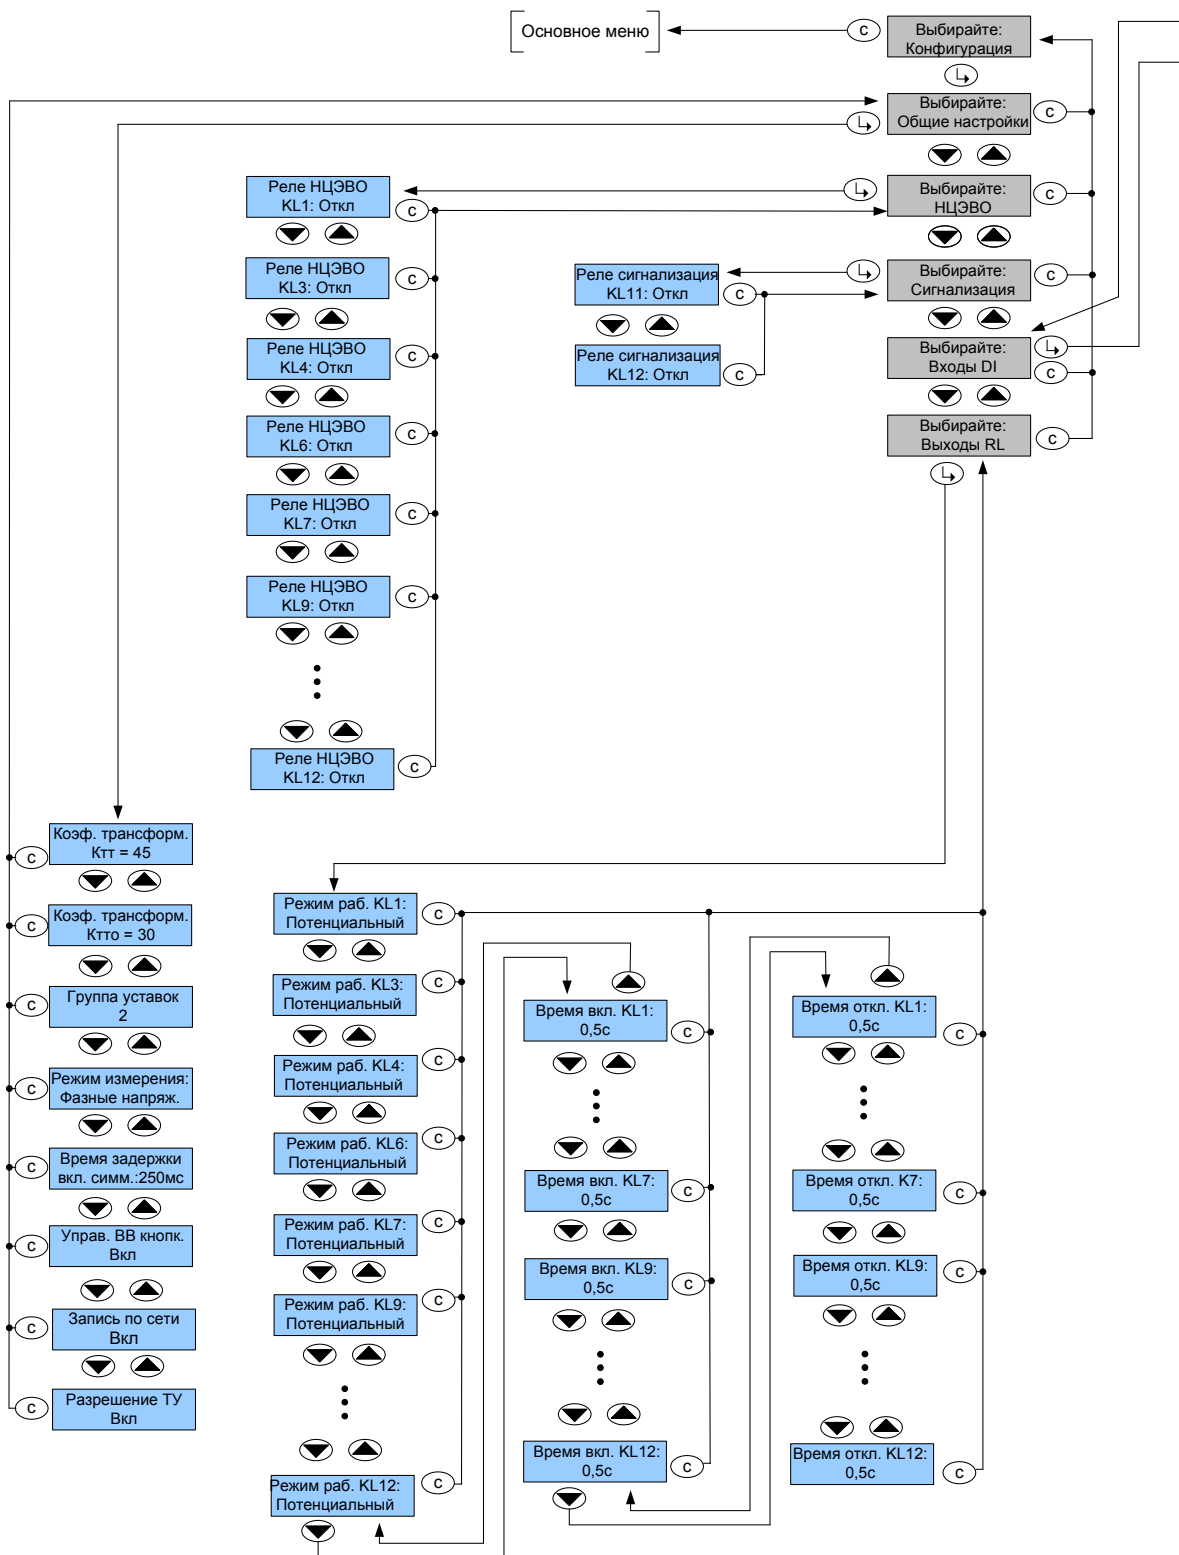 Основное меню
C
Выбирайте:
Конфигурация
Выбирайте:
Общие настройки
C
Выбирайте:
НЦЭВО
C
Выбирайте:
Сигнализация
C
Выбирайте:
Входы DI
C
Выбирайте:
Выходы RL
C
Реле НЦЭВО
KL1: Откл
C
Реле НЦЭВО
KL3: Откл
C
Реле НЦЭВО
KL4: Откл
C
Реле НЦЭВО
KL6: Откл
C
Реле НЦЭВО
KL7: Откл
C
Реле НЦЭВО
KL9: Откл
C
Реле НЦЭВО
KL12: Откл
C
Реле сигнализация
KL11: Откл
C
Реле сигнализация
KL12: Откл
C
Коэф. трансформ.
Ктт = 45
C
Коэф. трансформ.
Ктто = 30
C
Группа уставок
2
C
Режим измерения:
Фазные напряж.
C
Время задержки
вкл. симм.:250мс
C
Управ. ВВ кнопк.
Вкл
C
Запись по сети
Вкл
C
Разрешение ТУ
Вкл
C
Режим раб. KL1:
Потенциальный
C
Режим раб. KL3:
Потенциальный
C
Режим раб. KL4:
Потенциальный
C
Режим раб. KL6:
Потенциальный
C
Режим раб. KL7:
Потенциальный
C
Режим раб. KL9:
Потенциальный
C
Режим раб. KL12:
Потенциальный
C
Время вкл. KL1:
0,5с
C
Время вкл. KL7:
0,5с
C
Время вкл. KL9:
0,5с
C
Время вкл. KL12:
0,5с
C
Время откл. KL1:
0,5с
C
Время откл. K7:
0,5с
C
Время откл. KL9:
0,5с
C
Время откл. KL12:
0,5с
C